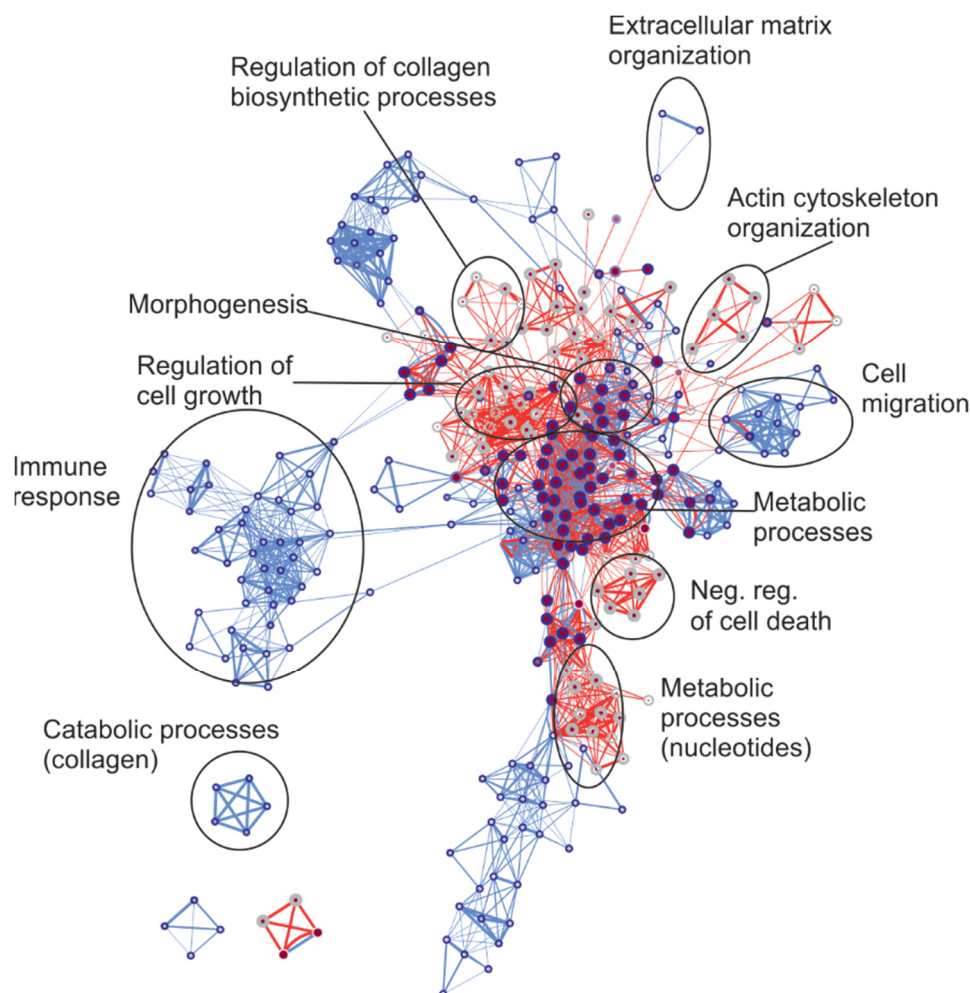 Extracellular matrix
organization
Regulation of collagen
biosynthetic processes
Actin cytoskeleton
organization
Morphogenesis
Regulation of
cell growth
Cell
migration
Immune
response
Metabolic
processes
Neg. reg.
of cell death
Metabolic
processes
(nucleotides)
Catabolic processes
(collagen)